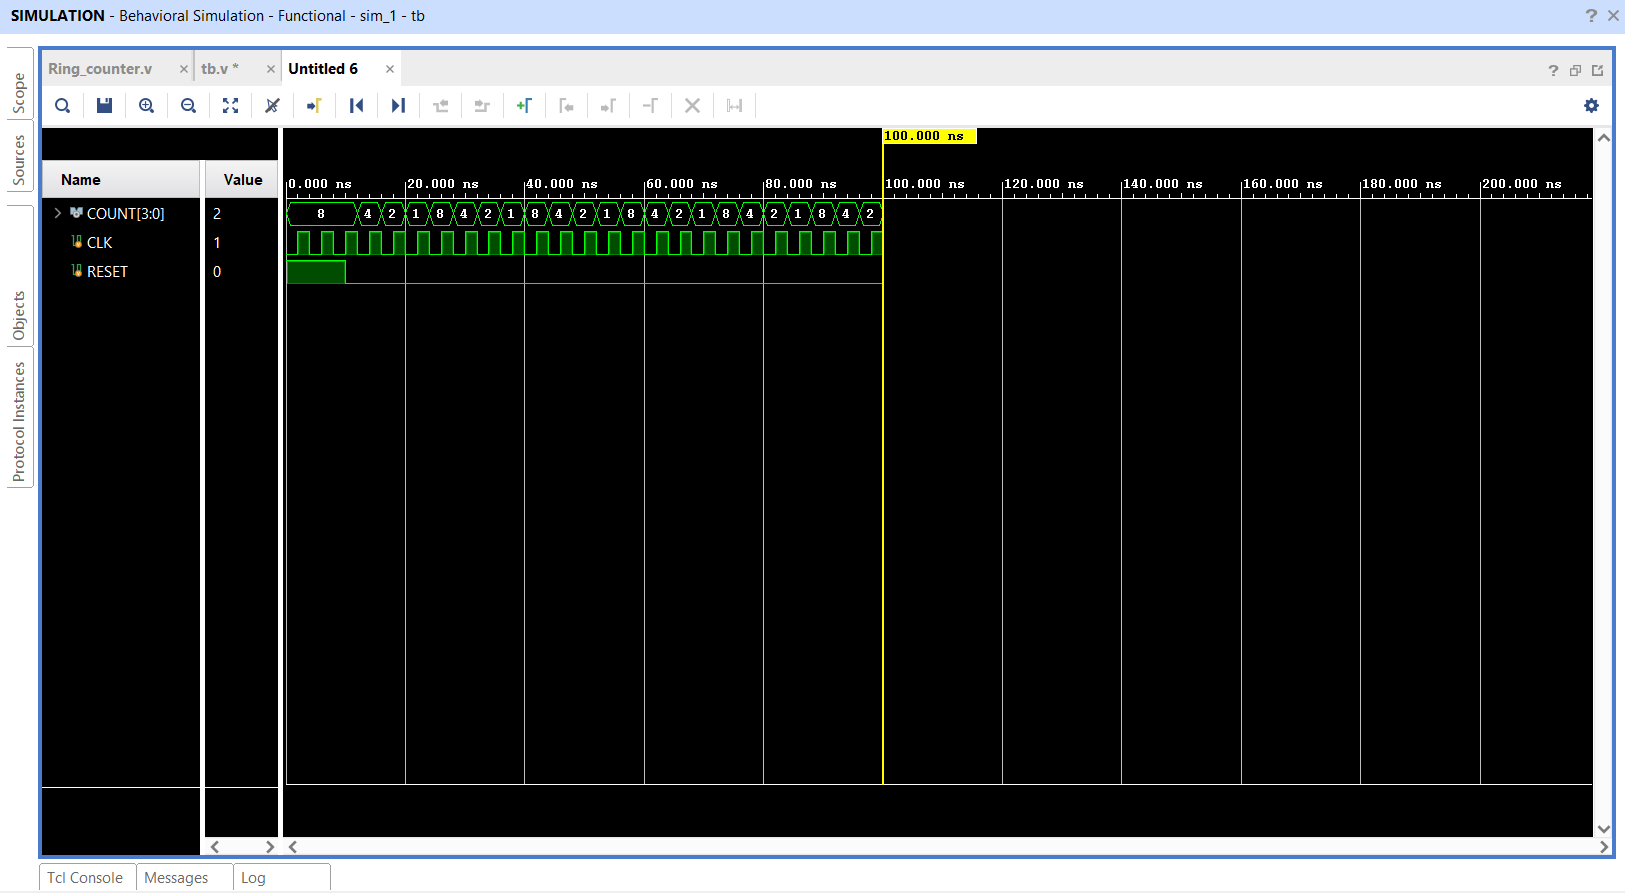 SIMULATION - Behavioral Simulation - Functional - sim_1 - tb
? ×
Scope
Sources
Objects
Protocol Instances
Ring_counter.v × tb.v * × Untitled 6 ×
?
100.000 ns
Name Value
0.000 ns 20.000 ns 40.000 ns 60.000 ns 80.000 ns 100.000 ns 120.000 ns 140.000 ns 160.000 ns 180.000 ns 200.000 ns
COUNT[3:0] 2 8 4 2 1 8 4 2 1 8 4 2 1 8 4 2 1 8 4 2 1 8 4 2
CLK 1
RESET 0
Tcl Console Messages Log